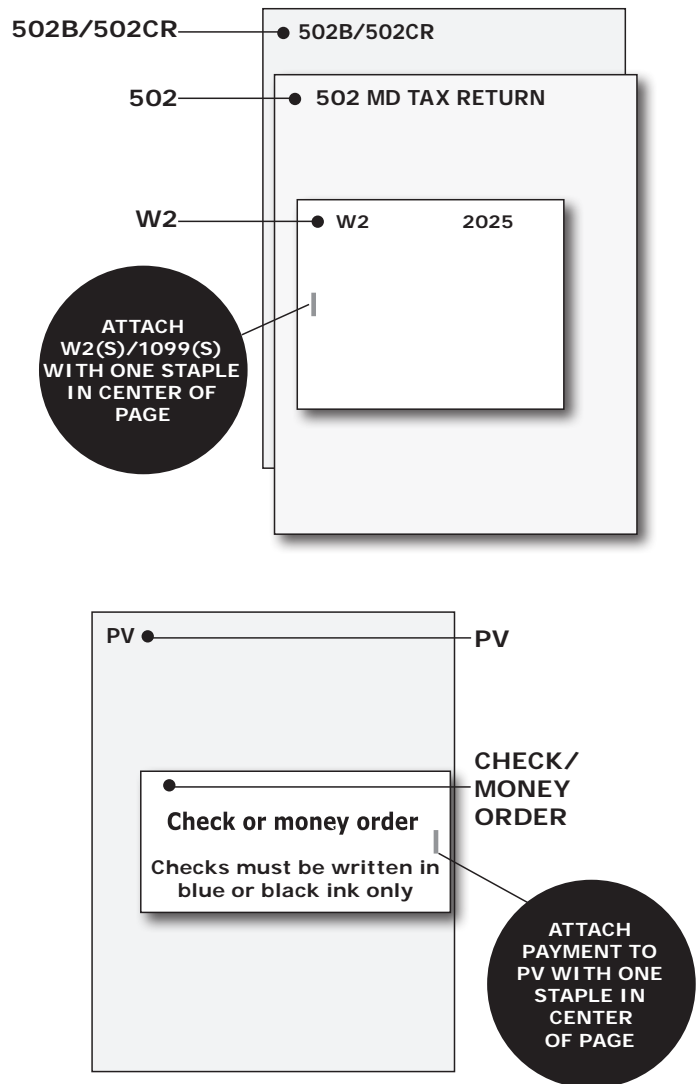 502B/502CR
502B/502CR
502
502 MD TAX RETURN
W2
W2 2025
ATTACH
W2(S)/1099(S)
WITH ONE STAPLE
IN CENTER OF
PAGE
PV
PV
CHECK/
MONEY
ORDER
Check or money order
Checks must be written in
blue or black ink only
ATTACH
PAYMENT TO
PV WITH ONE
STAPLE IN
CENTER
OF PAGE